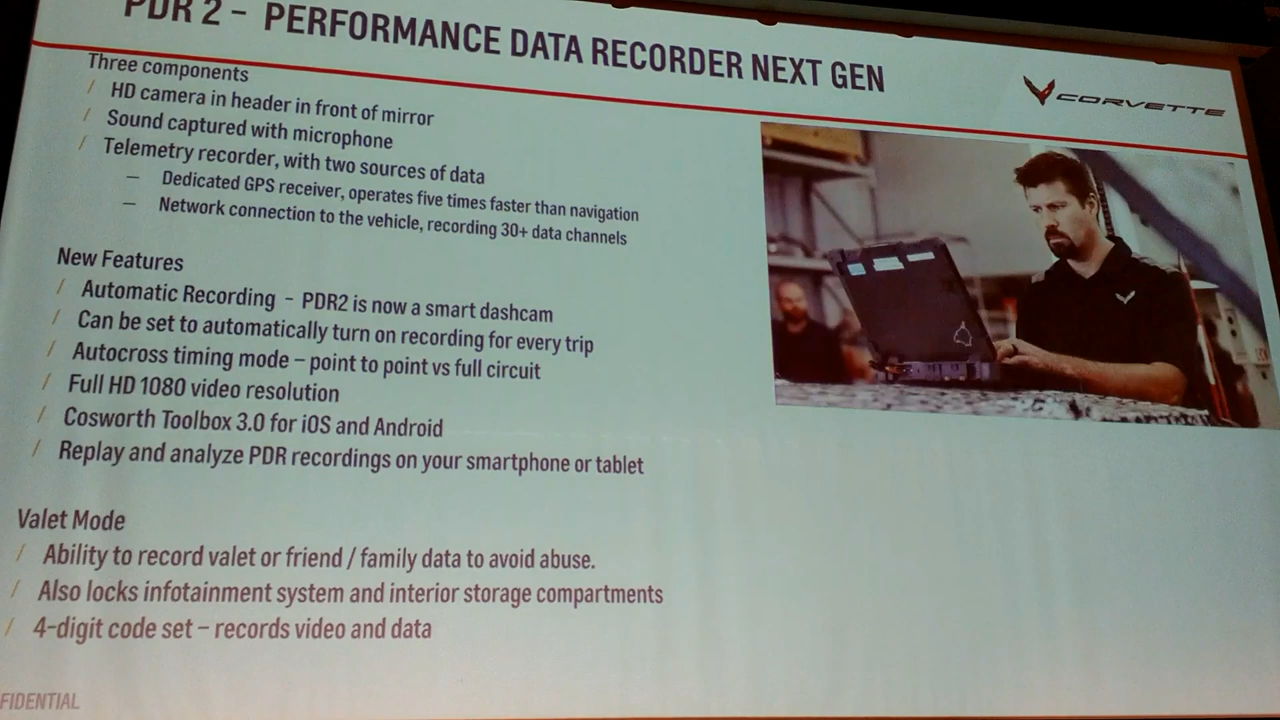 PDR 2 – PERFORMANCE DATA RECORDER NEXT GEN
CORVETTE
Three components
/ HD camera in header in front of mirror
/ Sound captured with microphone
/ Telemetry recorder, with two sources of data
– Dedicated GPS receiver, operates five times faster than navigation
– Network connection to the vehicle, recording 30+ data channels
New Features
/ Automatic Recording - PDR2 is now a smart dashcam
/ Can be set to automatically turn on recording for every trip
/ Autocross timing mode – point to point vs full circuit
/ Full HD 1080 video resolution
/ Cosworth Toolbox 3.0 for iOS and Android
/ Replay and analyze PDR recordings on your smartphone or tablet
Valet Mode
/ Ability to record valet or friend / family data to avoid abuse.
/ Also locks infotainment system and interior storage compartments
/ 4-digit code set – records video and data
FIDENTIAL